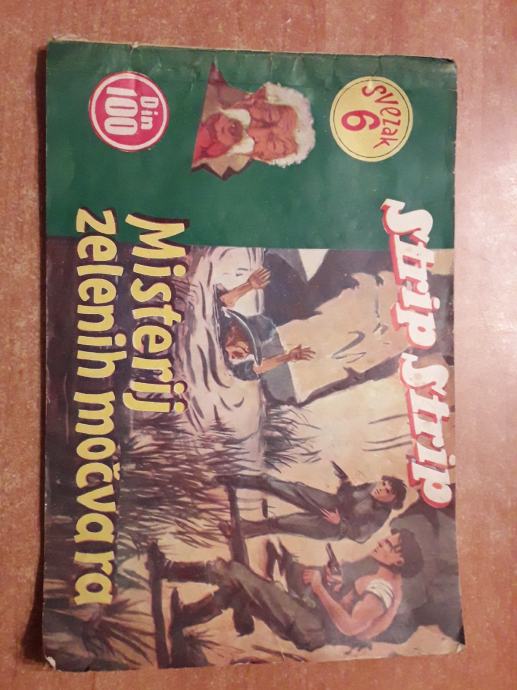 Strip Strip
svezak
6
Din
100
Misterij
zelenih močvara